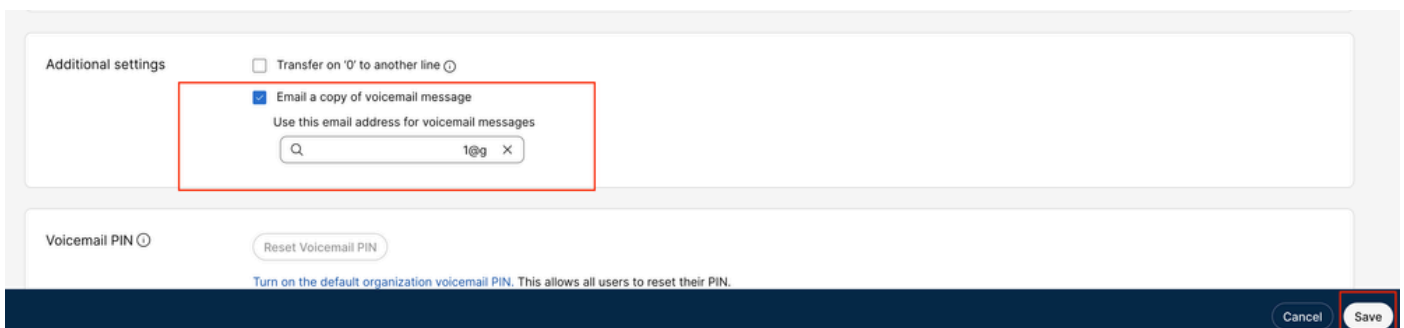 Additional settings
Transfer on '0' to another line
Email a copy of voicemail message
Use this email address for voicemail messages
1@g
Voicemail PIN
Reset Voicemail PIN
Turn on the default organization voicemail PIN. This allows all users to reset their PIN.
Cancel Save